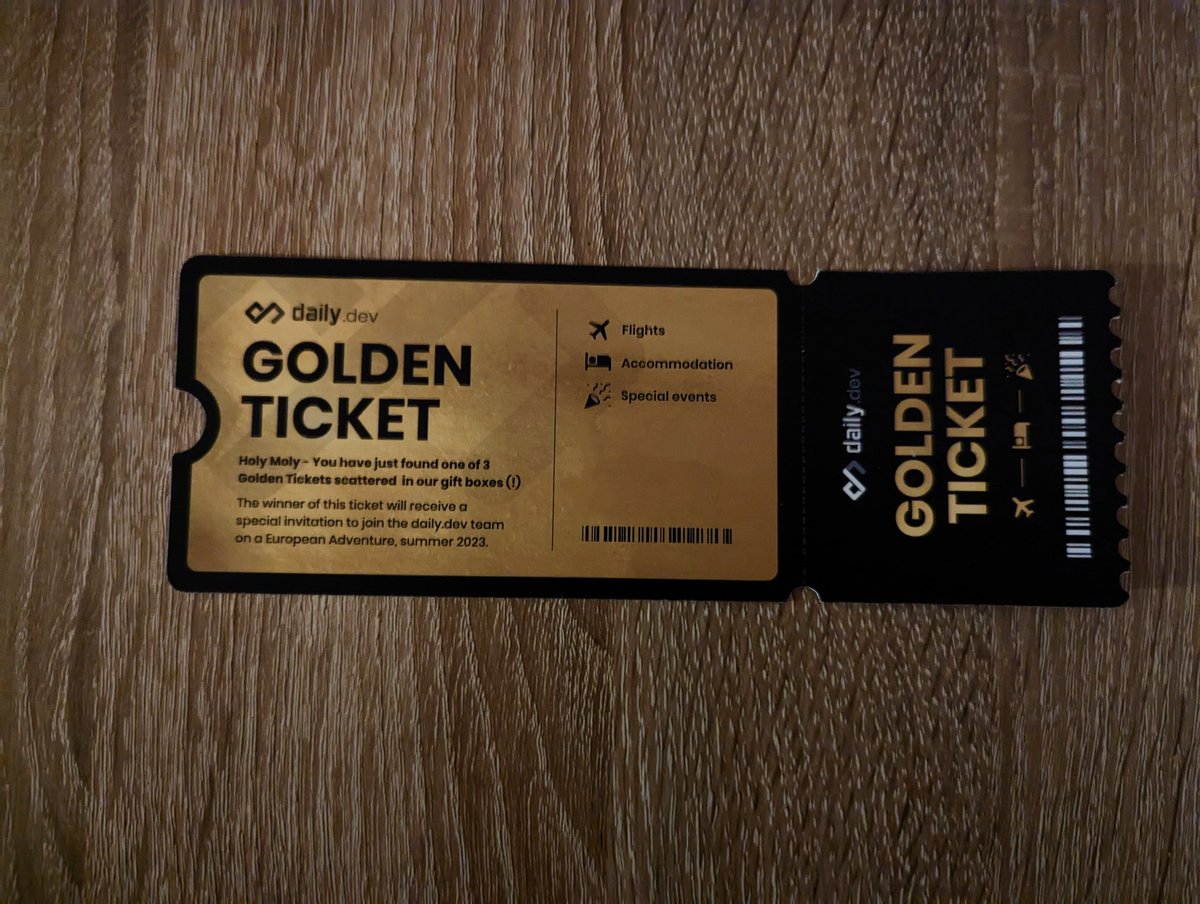 daily.dev
GOLDEN
TICKET
Holy Moly - You have just found one of 3
Golden Tickets scattered in our gift boxes (!)
The winner of this ticket will receive a
special invitation to join the daily.dev team
on a European Adventure, summer 2023.
Flights
Accommodation
Special events
daily.dev
GOLDEN
TICKET